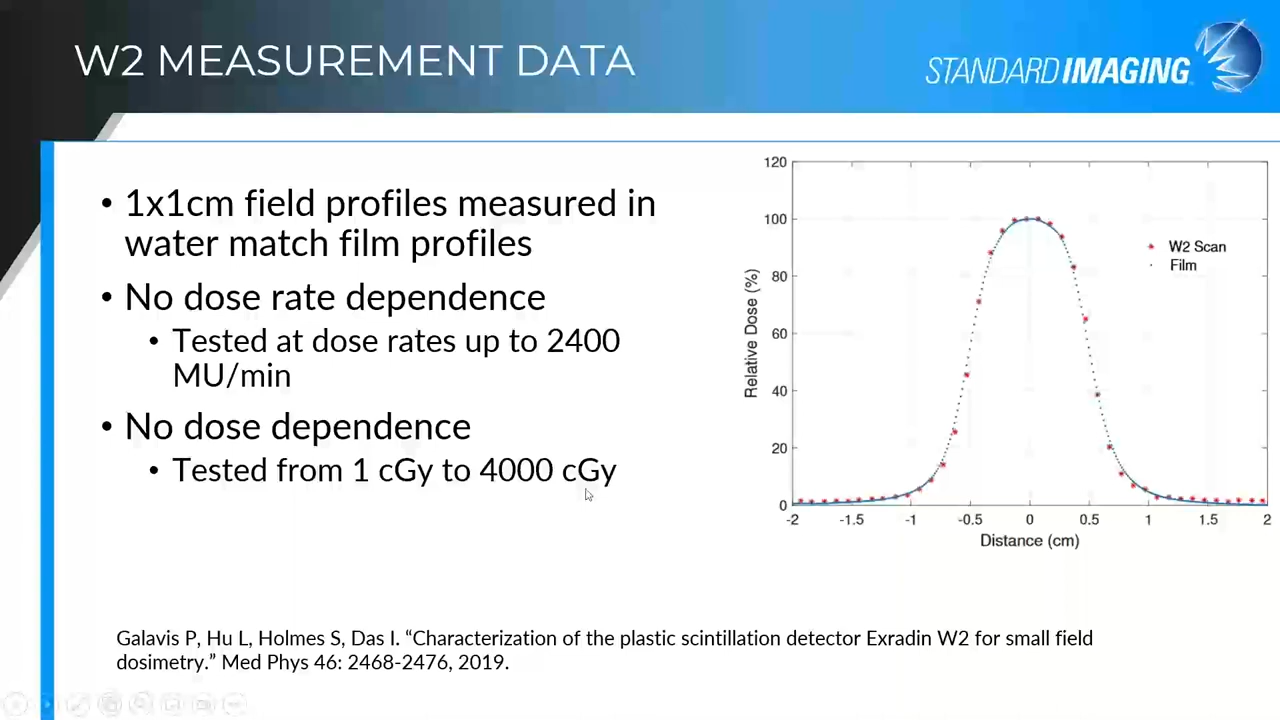 W2 MEASUREMENT DATA
STANDARD IMAGING
• 1x1cm field profiles measured in
water match film profiles
• No dose rate dependence
• Tested at dose rates up to 2400
MU/min
• No dose dependence
• Tested from 1 cGy to 4000 cGy
120
100
80
60
40
20
0
Relative Dose (%)
W2 Scan
Film
-2 -1.5 -1 -0.5 0 0.5 1 1.5 2
Distance (cm)
Galavis P, Hu L, Holmes S, Das I. “Characterization of the plastic scintillation detector Exradin W2 for small field
dosimetry.” Med Phys 46: 2468-2476, 2019.